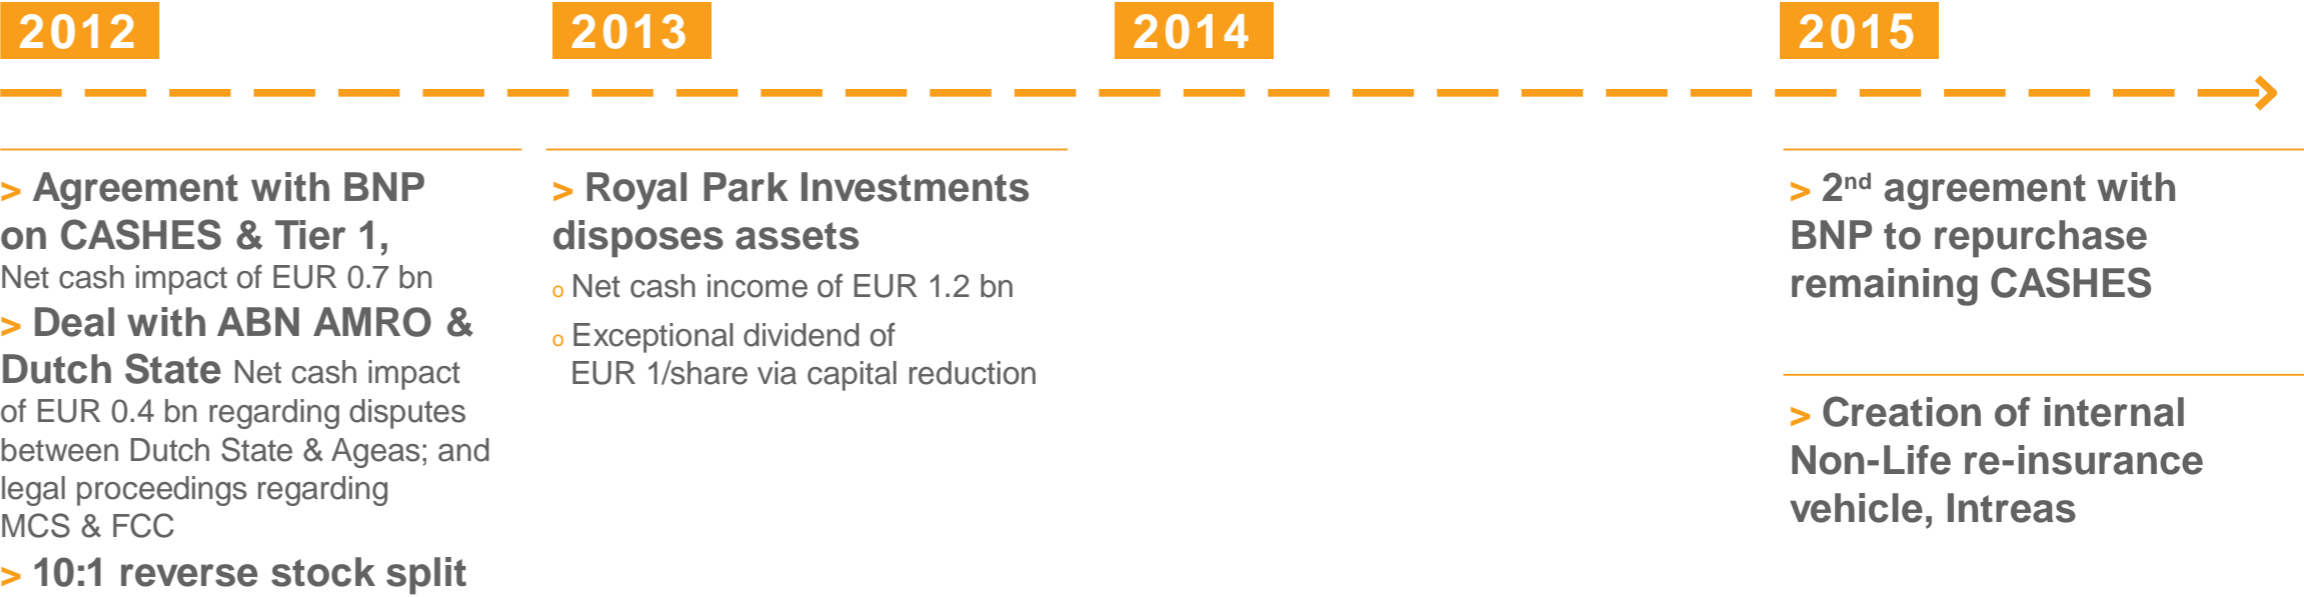 2012
2013
2014
2015
> Agreement with BNP
on CASHES & Tier 1,
Net cash impact of EUR 0.7 bn
> Deal with ABN AMRO &
Dutch State Net cash impact
of EUR 0.4 bn regarding disputes
between Dutch State & Ageas; and
legal proceedings regarding
MCS & FCC
> 10:1 reverse stock split
> Royal Park Investments
disposes assets
o Net cash income of EUR 1.2 bn
o Exceptional dividend of
EUR 1/share via capital reduction
> 2nd agreement with
BNP to repurchase
remaining CASHES
> Creation of internal
Non-Life re-insurance
vehicle, Intreas